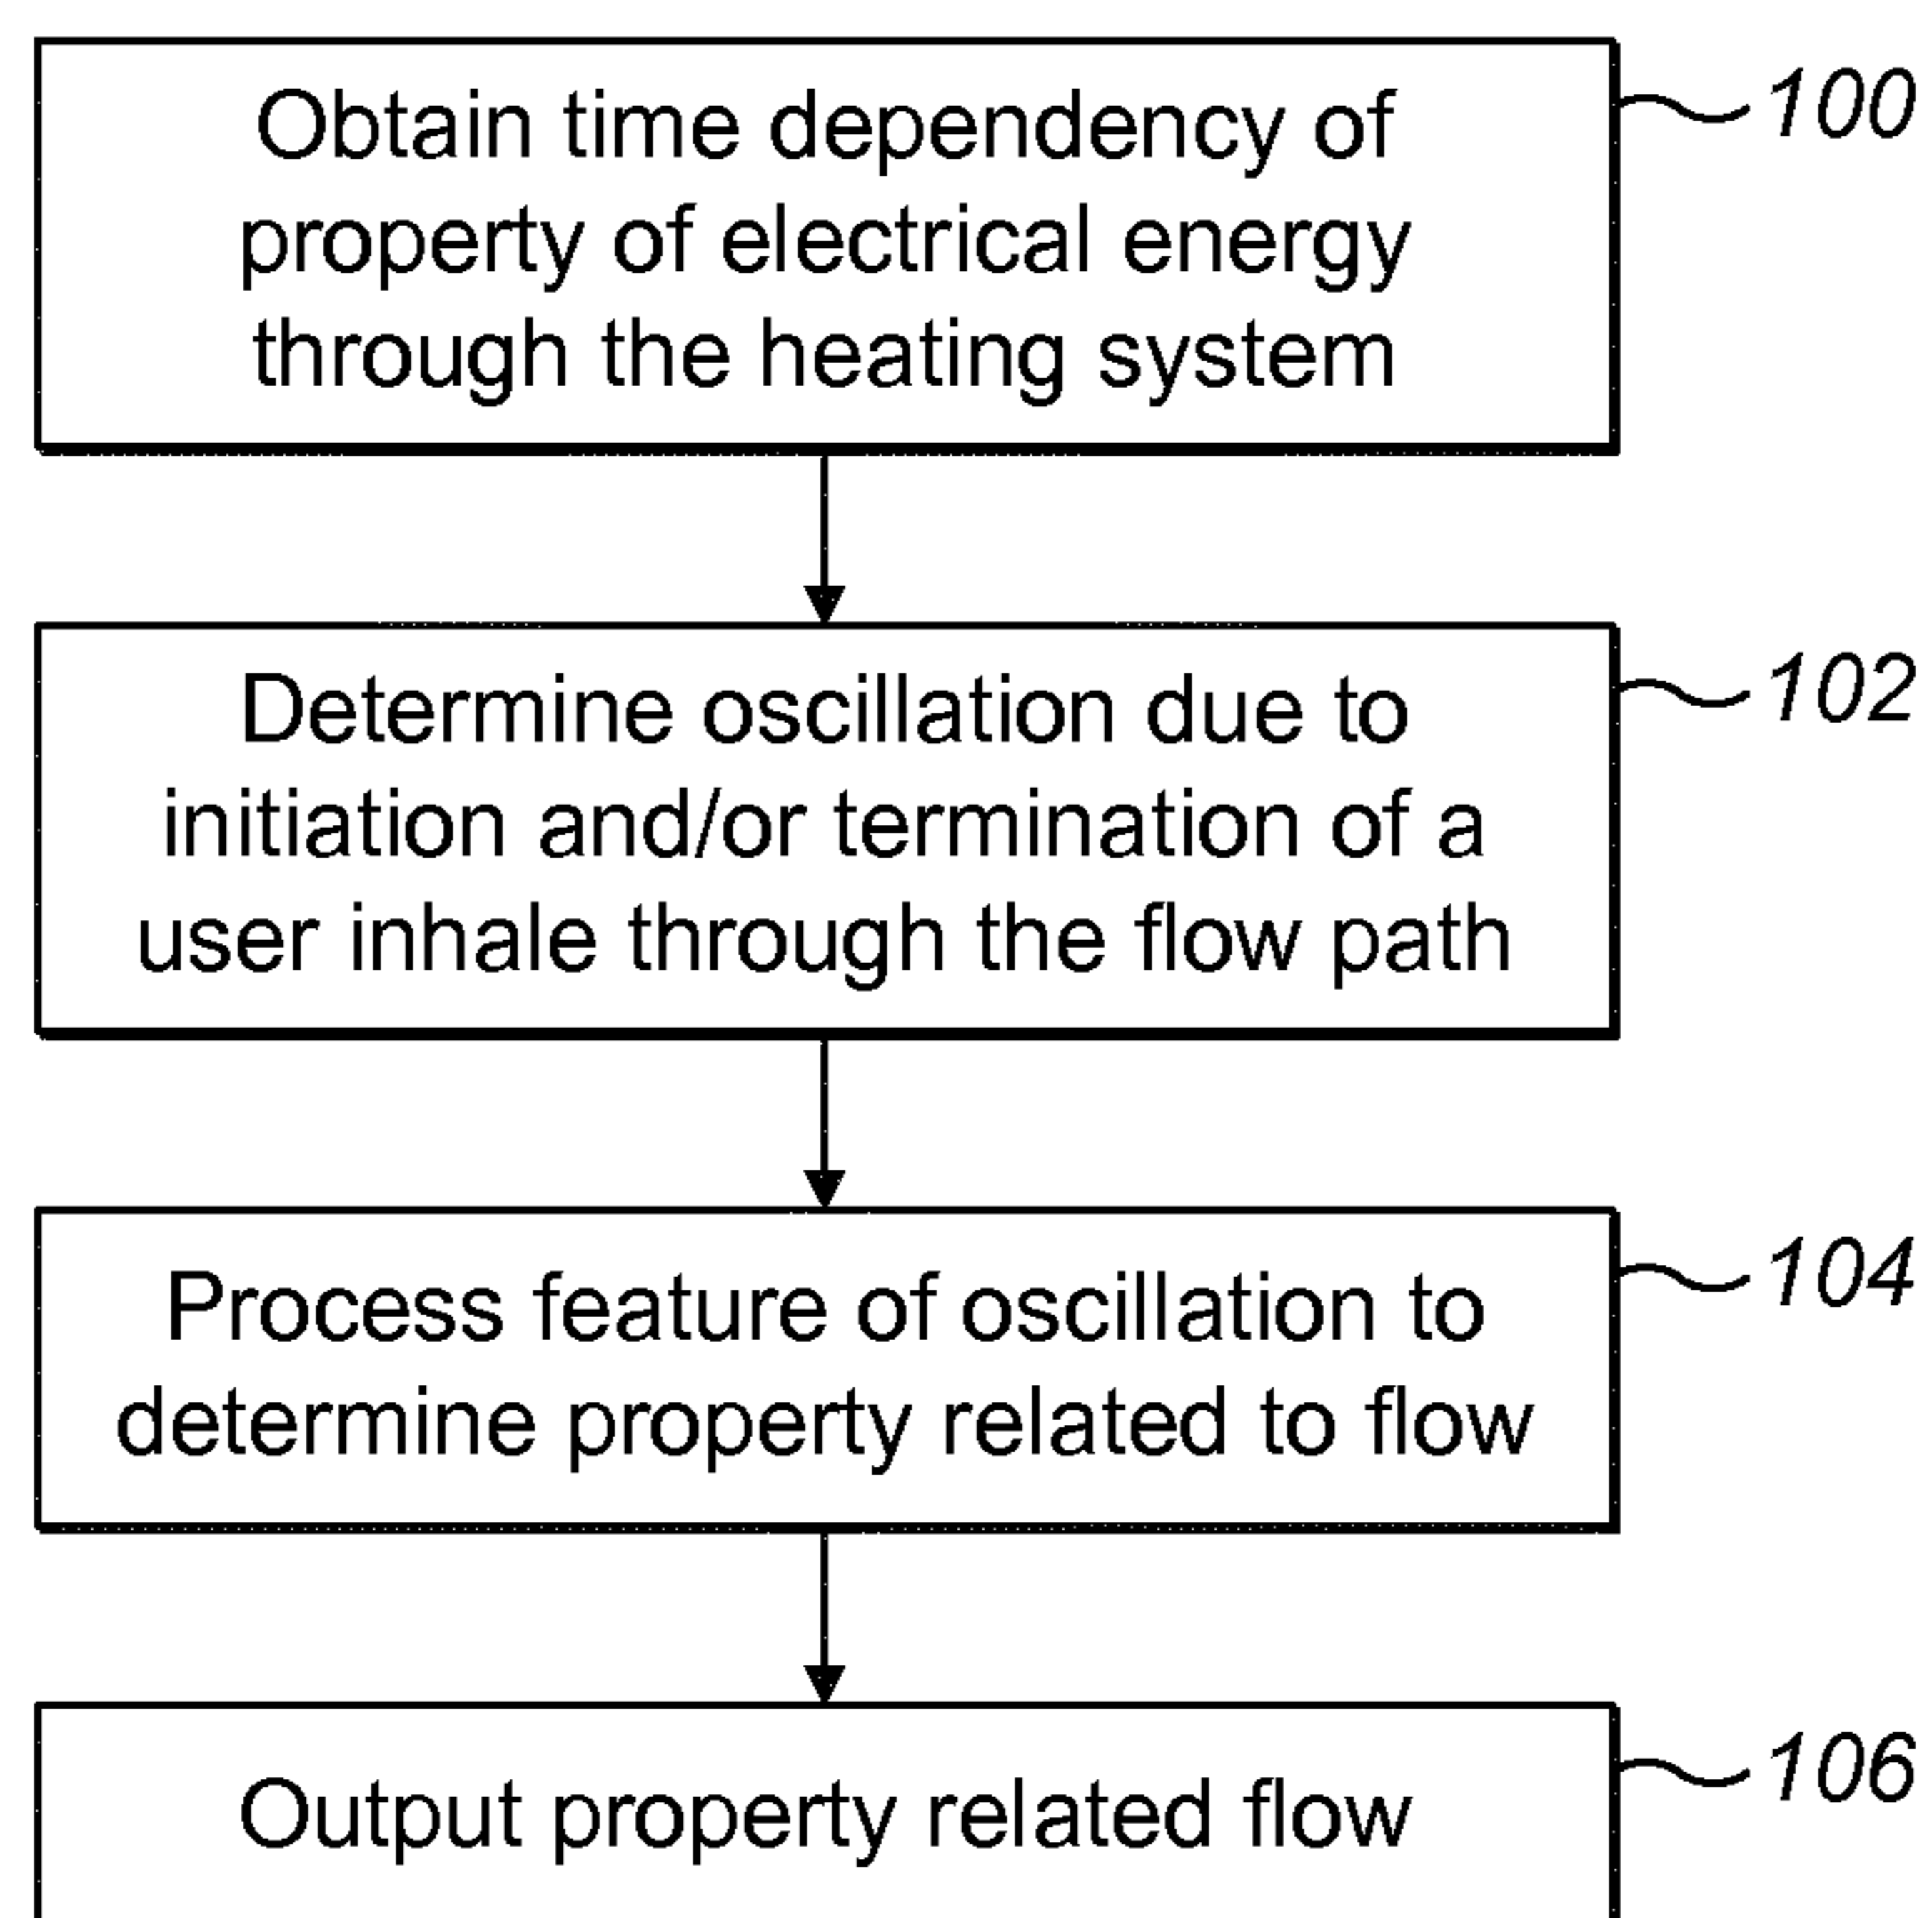 Obtain time dependency of
property of electrical energy
through the heating system
100
Determine oscillation due to
initiation and/or termination of a
user inhale through the flow path
102
Process feature of oscillation to
determine property related to flow
104
Output property related flow
106